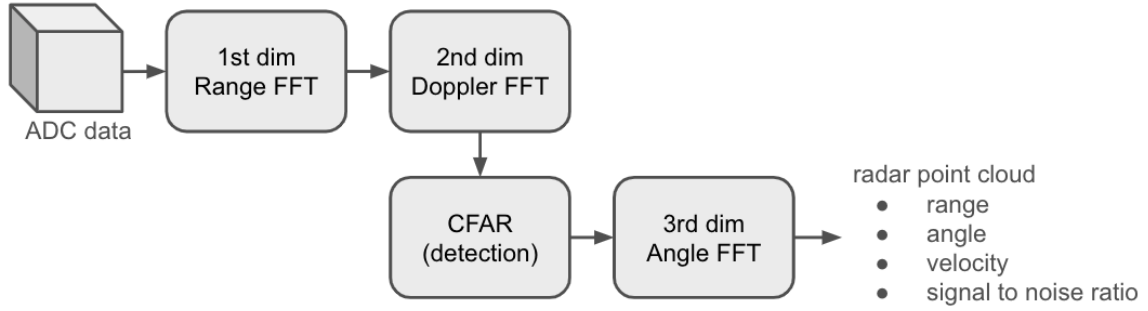 ADC data
1st dim
Range FFT
2nd dim
Doppler FFT
CFAR
(detection)
3rd dim
Angle FFT
radar point cloud
● range
● angle
● velocity
● signal to noise ratio